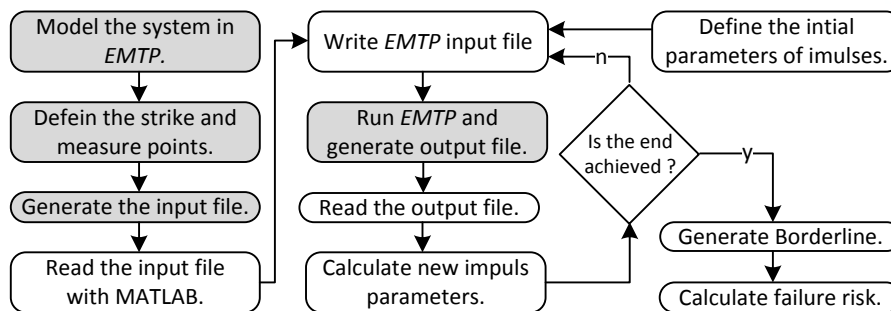 Model the system in
EMTP.
Defein the strike and
measure points.
Generate the input file.
Read the input file
with MATLAB.
Write EMTP input file
Run EMTP and
generate output file.
Read the output file.
Calculate new impuls
parameters.
Define the intial
parameters of imulses.
n
Is the end
achieved ?
y
Generate Borderline.
Calculate failure risk.